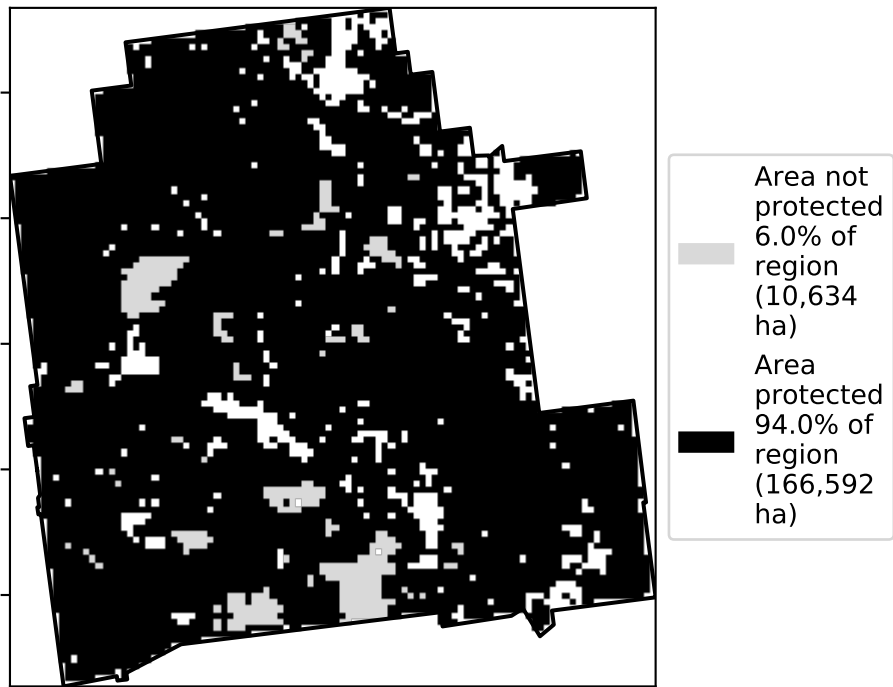 Area not
protected
6.0% of
region
(10,634
ha)
Area
protected
94.0% of
region
(166,592
ha)